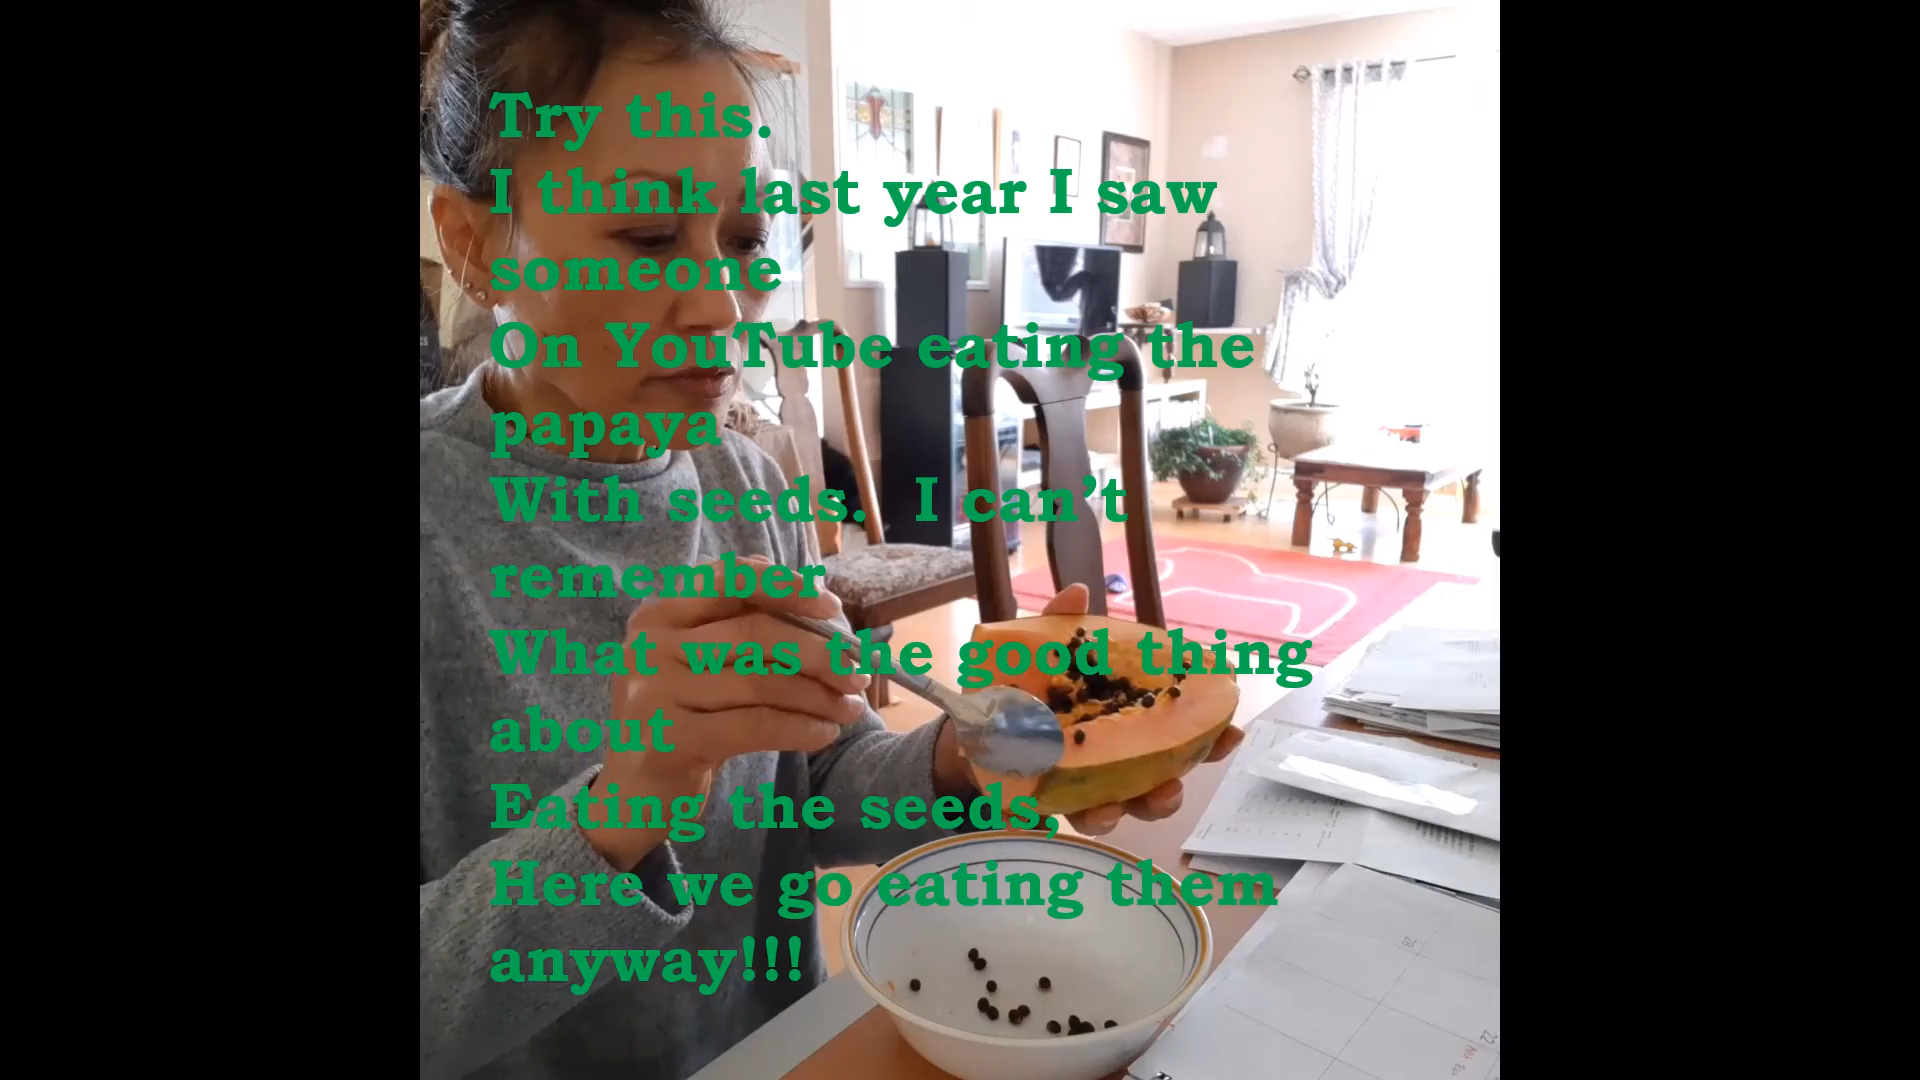 Try this.
I think last year I saw
someone
On YouTube eating the
papaya
With seeds.  I can't
remember
What was the good thing
about
Eating the seeds,
Here we go eating them
anyway!!!